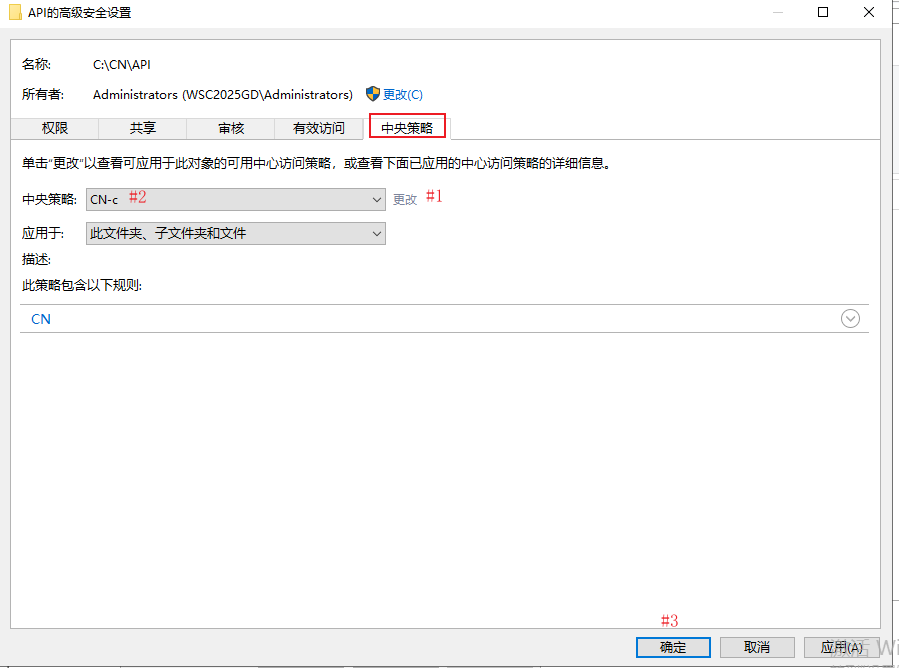 API的高级安全设置
名称: C:\CN\API
所有者: Administrators (WSC2025GD\Administrators) 更改(C)
权限 共享 审核 有效访问 中央策略
单击"更改"以查看可应用于此对象的可用中心访问策略，或查看下面已应用的中心访问策略的详细信息。
中央策略: CN-c #2 更改 #1
应用于: 此文件夹、子文件夹和文件
描述:
此策略包含以下规则:
CN
#3
确定 取消 应用(A)
激活 Wi